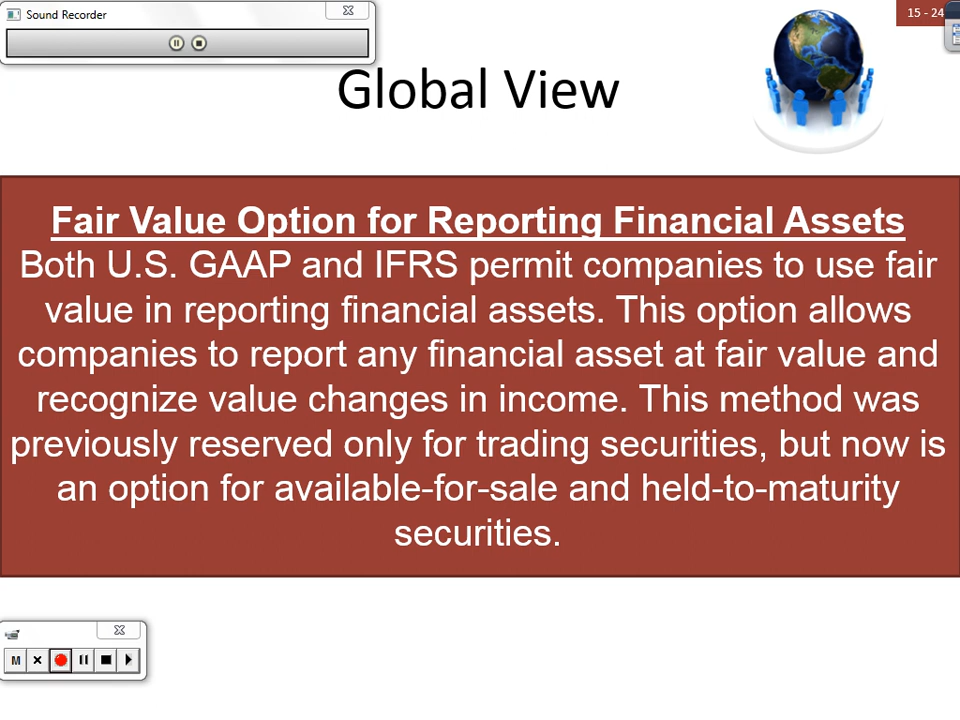 Sound Recorder
15 - 24
Global View
Fair Value Option for Reporting Financial Assets
Both U.S. GAAP and IFRS permit companies to use fair
value in reporting financial assets. This option allows
companies to report any financial asset at fair value and
recognize value changes in income. This method was
previously reserved only for trading securities, but now is
an option for available-for-sale and held-to-maturity
securities.
M